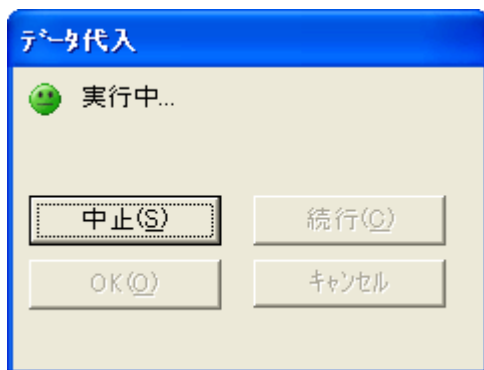 ﾃﾞｰﾀ代入
実行中...
中止(S)
続行(C)
OK(O)
ｷｬﾝｾﾙ